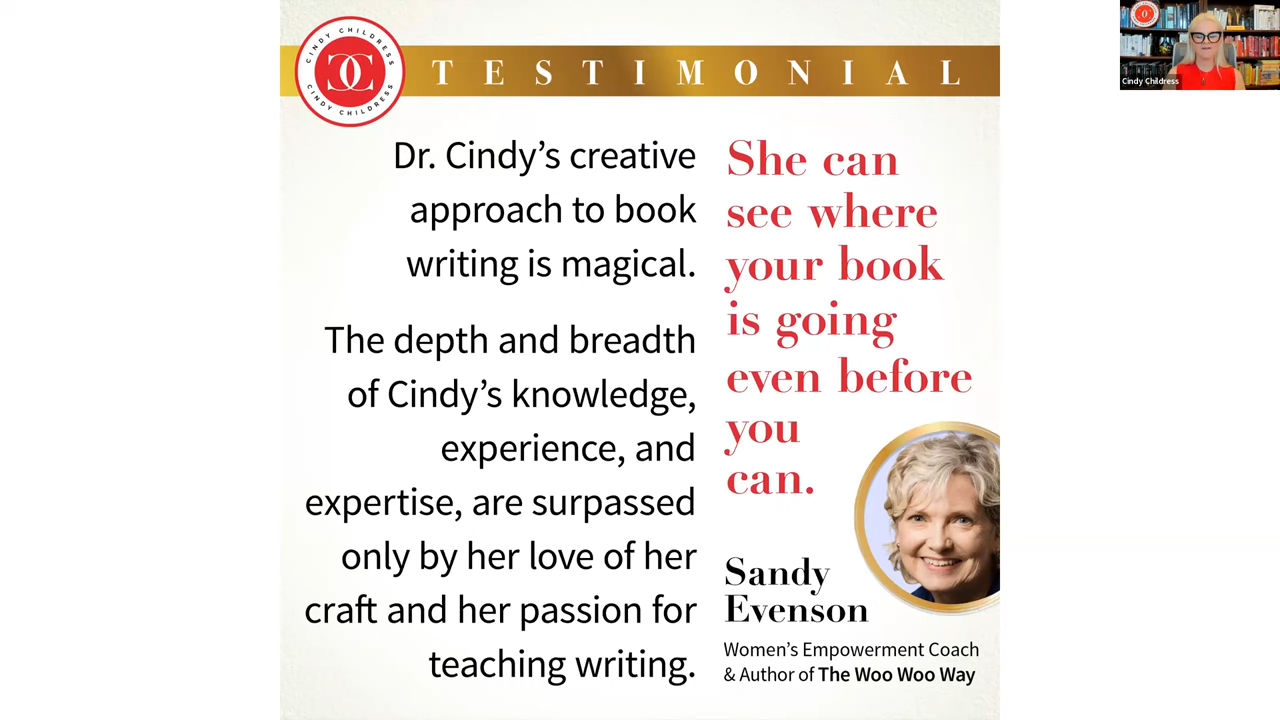 CINDY CHILDRESS
CINDY CHILDRESS
TESTIMONIAL
Dr. Cindy’s creative
approach to book
writing is magical.
The depth and breadth
of Cindy’s knowledge,
experience, and
expertise, are surpassed
only by her love of her
craft and her passion for
teaching writing.
She can
see where
your book
is going
even before
you
can.
Sandy
Evenson
Women’s Empowerment Coach
& Author of The Woo Woo Way
Cindy Childress